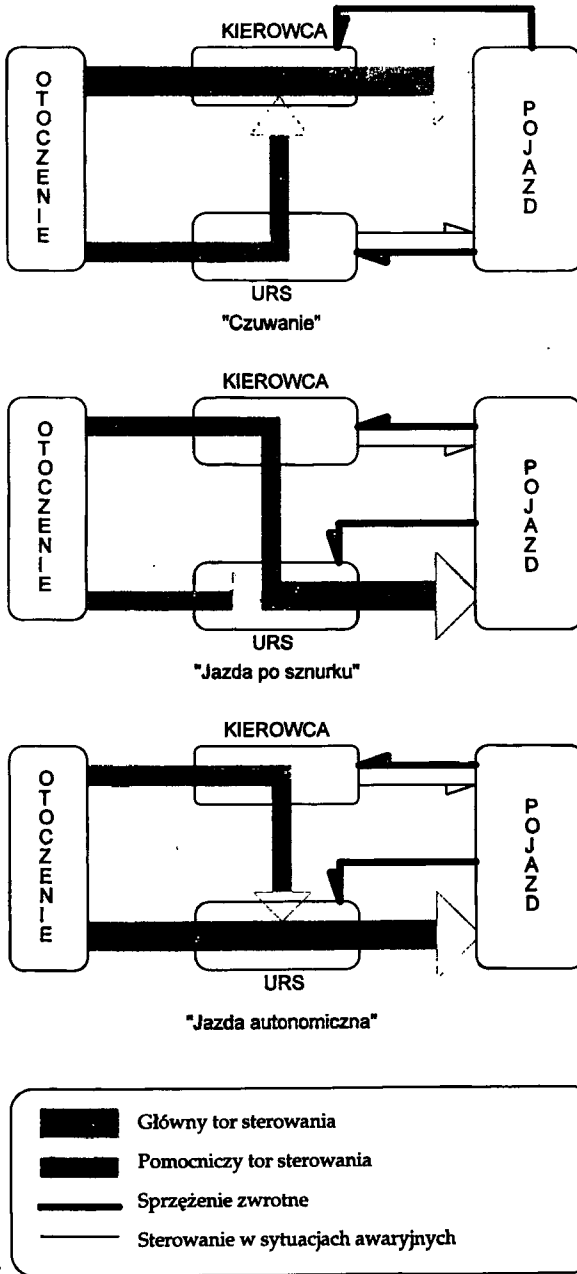 KIEROWCA
OTOCZENIE
POJAZD
URS
"Czuwanie"
KIEROWCA
OTOCZENIE
POJAZD
URS
"Jazda po sznurku"
KIEROWCA
OTOCZENIE
POJAZD
URS
"Jazda autonomiczna"
Główny tor sterowania
Pomocniczy tor sterowania
Sprzężenie zwrotne
Sterowanie w sytuacjach awaryjnych